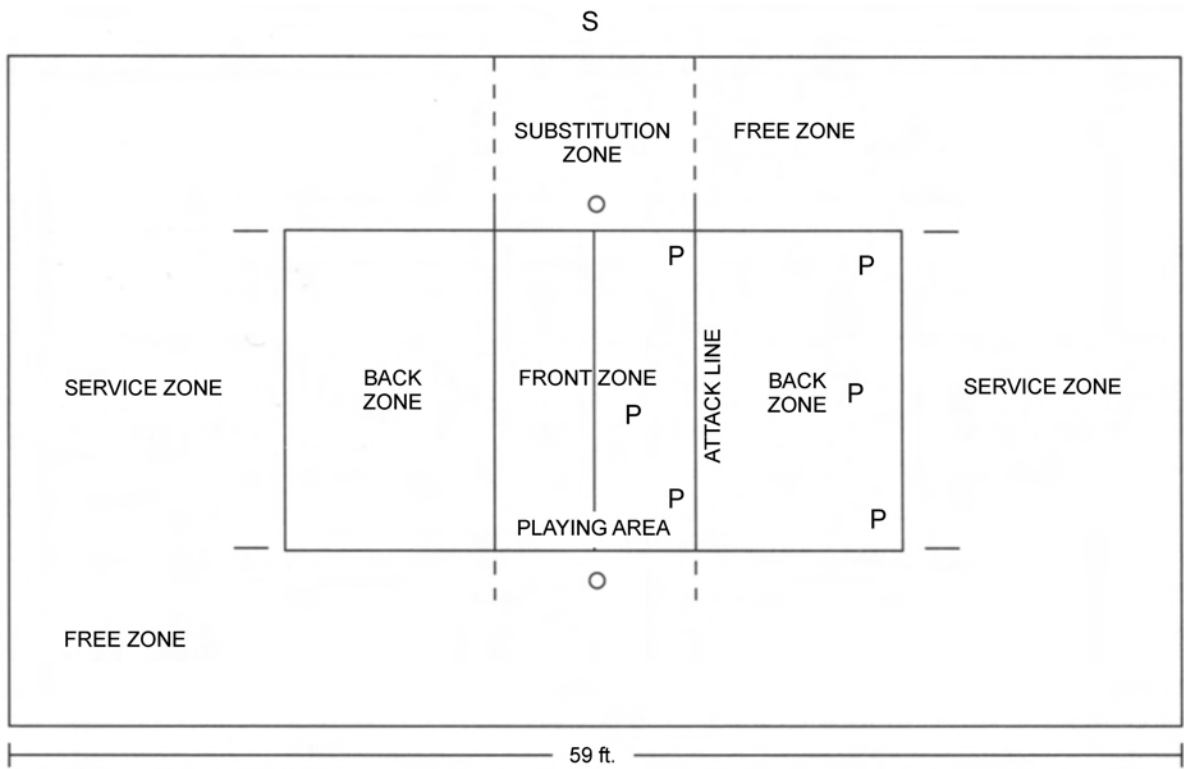 S
SUBSTITUTION
ZONE
FREE ZONE
P
P
SERVICE ZONE
BACK
ZONE
FRONT ZONE
P
ATTACK LINE
BACK
ZONE
P
SERVICE ZONE
P
P
PLAYING AREA
FREE ZONE
59 ft.